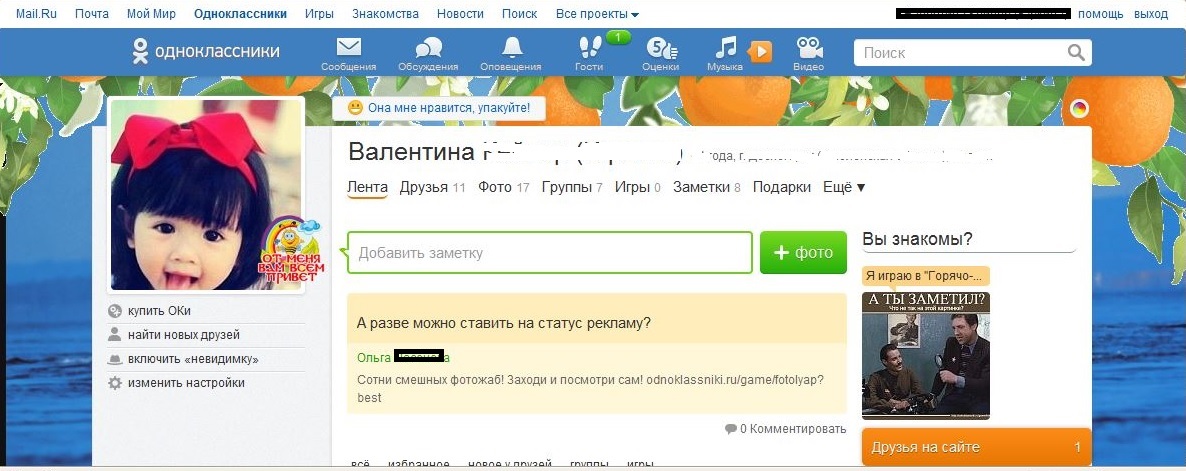 Mail.Ru Почта Мой Мир Одноклассники Игры Знакомства Новости Поиск Все проекты
помощь выход
одноклассники
Сообщения Обсуждения Оповещения Гости 1 Оценки 5 Музыка Видео
Поиск
Она мне нравится, упакуйте!
Валентина
года, г.
Лента Друзья 11 Фото 17 Группы 7 Игры 0 Заметки 8 Подарки Ещё ▼
ОТ МЕНЯ
ВАМ ВСЕМ
ПРИВЕТ
купить ОКи
найти новых друзей
включить «невидимку»
изменить настройки
Добавить заметку
+ фото
А разве можно ставить на статус рекламу?
Ольга
Сотни смешных фотожаб! Заходи и посмотри сам! odnoklassniki.ru/game/fotolyap?
best
0 Комментировать
всё избранное новое у друзей группы игры
Вы знакомы?
Я играю в "Горячо-...
А ТЫ ЗАМЕТИЛ?
Что не так на этой картинке?
Друзья на сайте 1